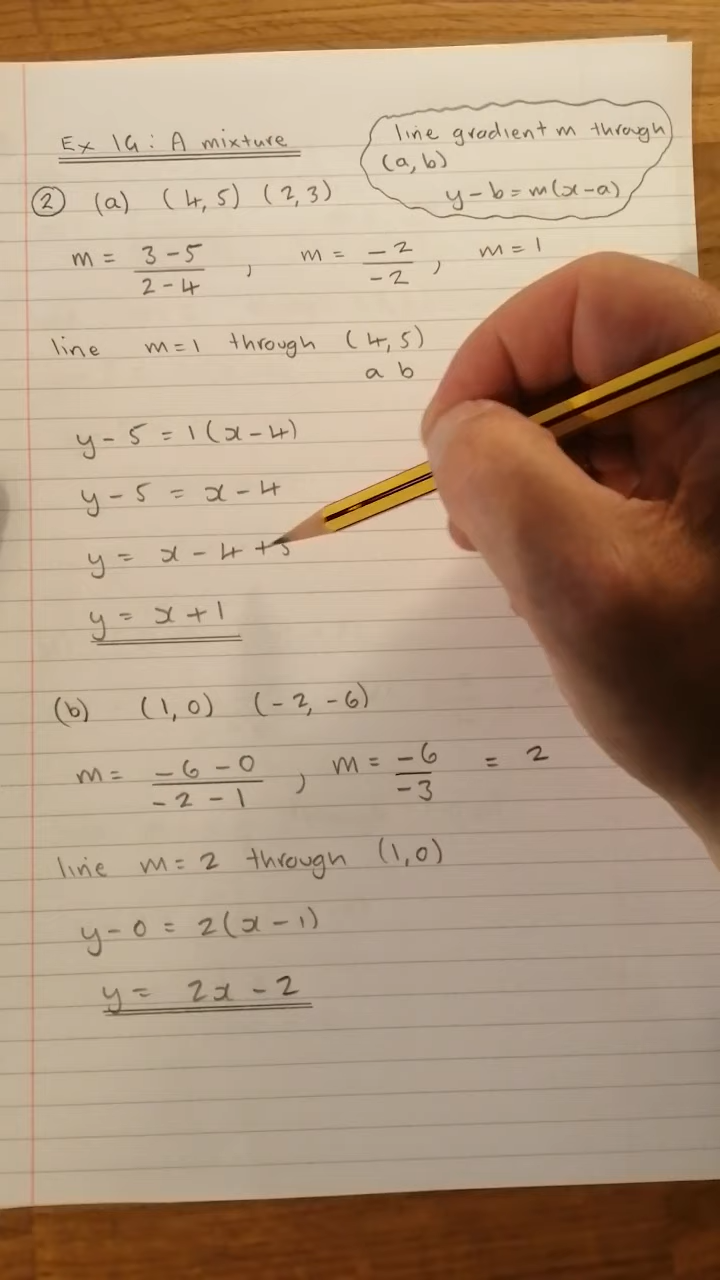 Ex 1G: A mixture
line gradient m through
(a, b)
y - b = m(x - a)
② (a) (4, 5) (2, 3)
m = 3 - 5 / 2 - 4 , m = -2 / -2 , m = 1
line m = 1 through (4, 5)
a b
y - 5 = 1(x - 4)
y - 5 = x - 4
y = x - 4 + 5
y = x + 1
(b) (1, 0) (-2, -6)
m = -6 - 0 / -2 - 1 , m = -6 / -3 = 2
line m = 2 through (1, 0)
y - 0 = 2(x - 1)
y = 2x - 2